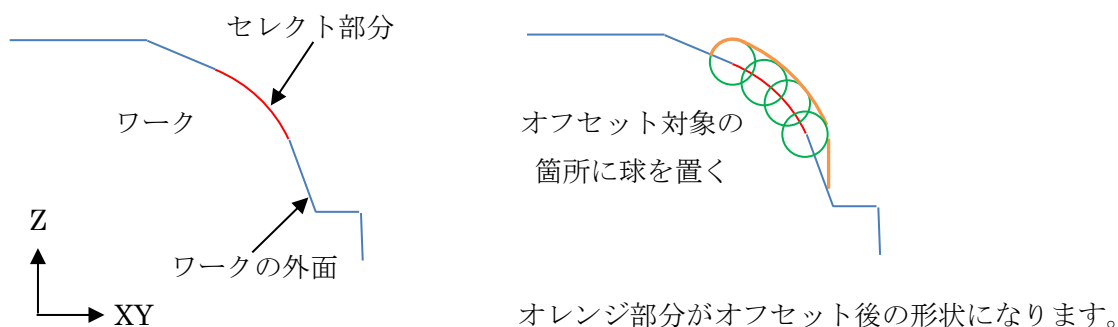 セレクト部分
ワーク
ワークの外面
Z
XY
オフセット対象の
箇所に球を置く
オレンジ部分がオフセット後の形状になります。